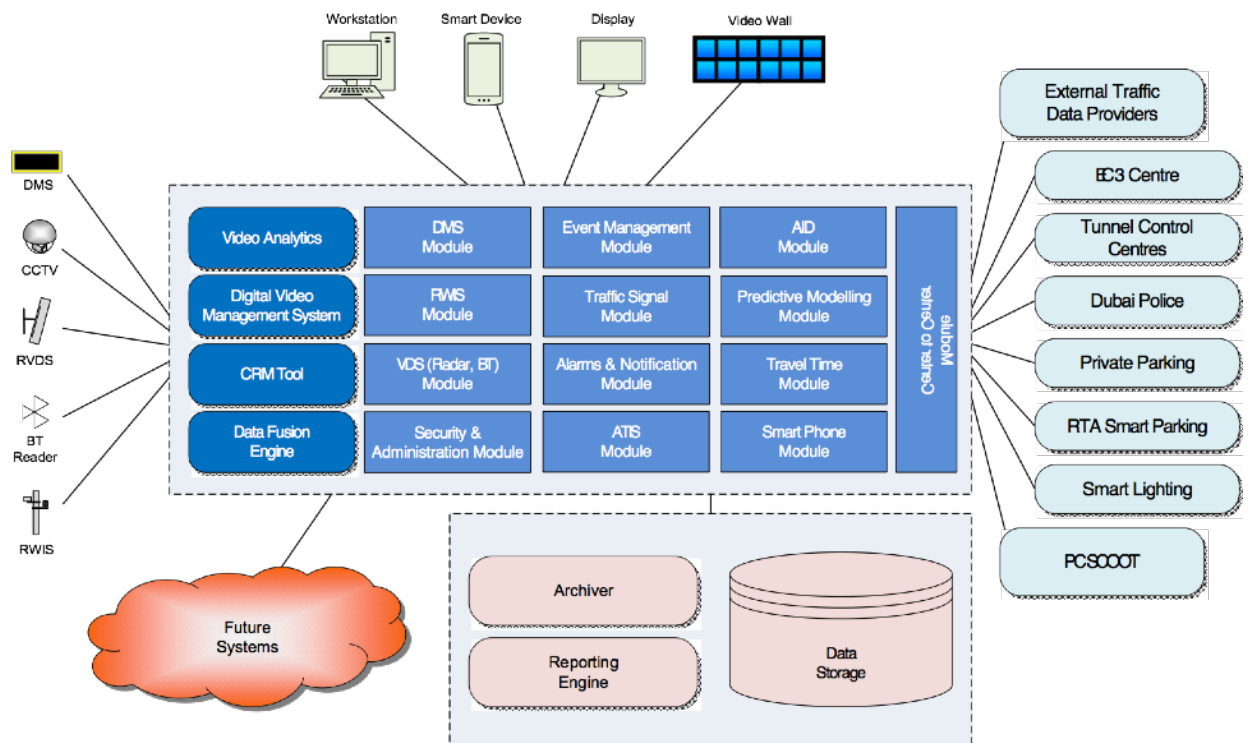 Workstation
Smart Device
Display
Video Wall
DMS
CCTV
RVDS
BT
Reader
RWIS
Video Analytics
Digital Video
Management System
CRM Tool
Data Fusion
Engine
DMS
Module
RWIS
Module
VDS (Radar, BT)
Module
Security &
Administration Module
Event Management
Module
Traffic Signal
Module
Alarms & Notification
Module
ATIS
Module
AID
Module
Predictive Modelling
Module
Travel Time
Module
Smart Phone
Module
Center to Center
Module
External Traffic
Data Providers
EC3 Centre
Tunnel Control
Centres
Dubai Police
Private Parking
RTA Smart Parking
Smart Lighting
PCSOOOT
Future
Systems
Archiver
Reporting
Engine
Data
Storage